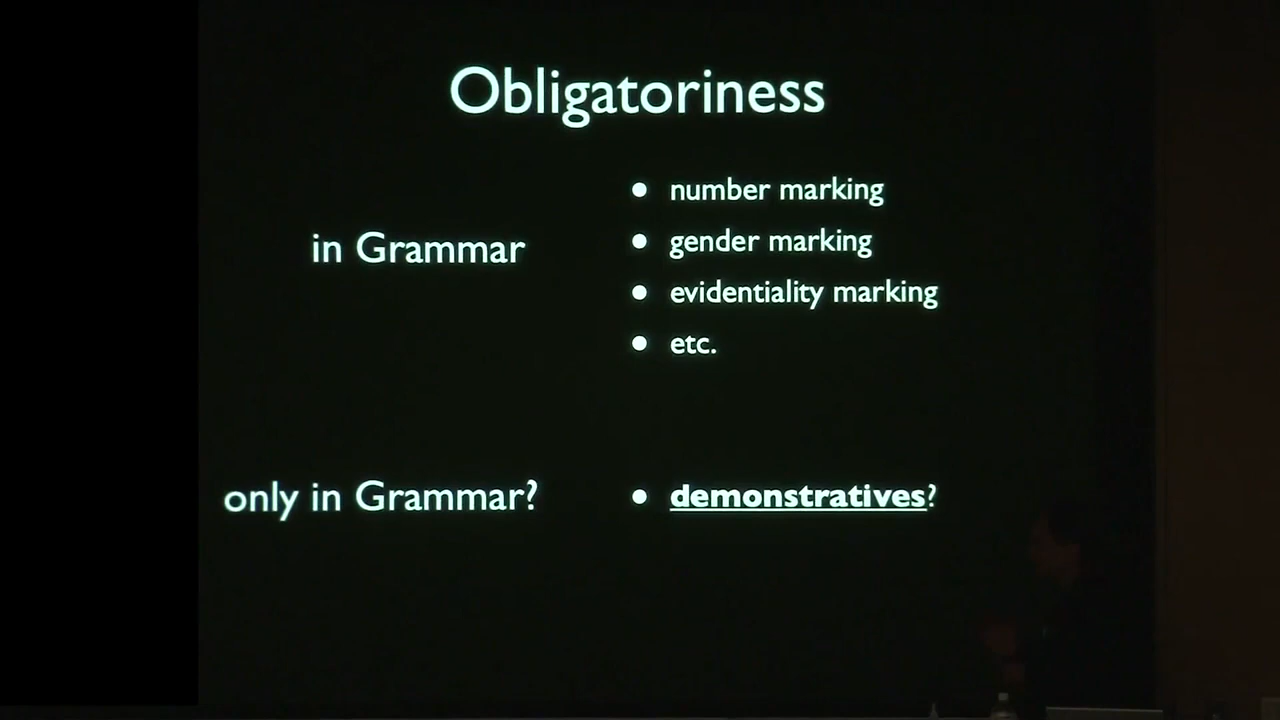 Obligatoriness
in Grammar
• number marking
• gender marking
• evidentiality marking
• etc.
only in Grammar?
• demonstratives?